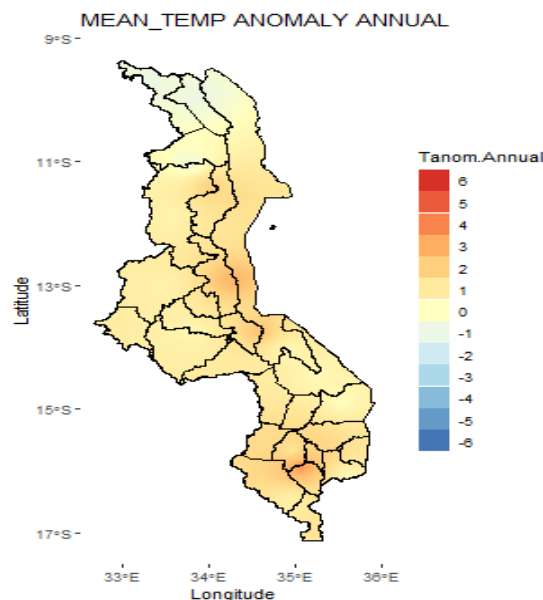 MEAN_TEMP ANOMALY ANNUAL
9°S
11°S
13°S
15°S
17°S
Latitude
33°E
34°E
35°E
36°E
Longitude
Tanom.Annual
6
5
4
3
2
1
0
-1
-2
-3
-4
-5
-6